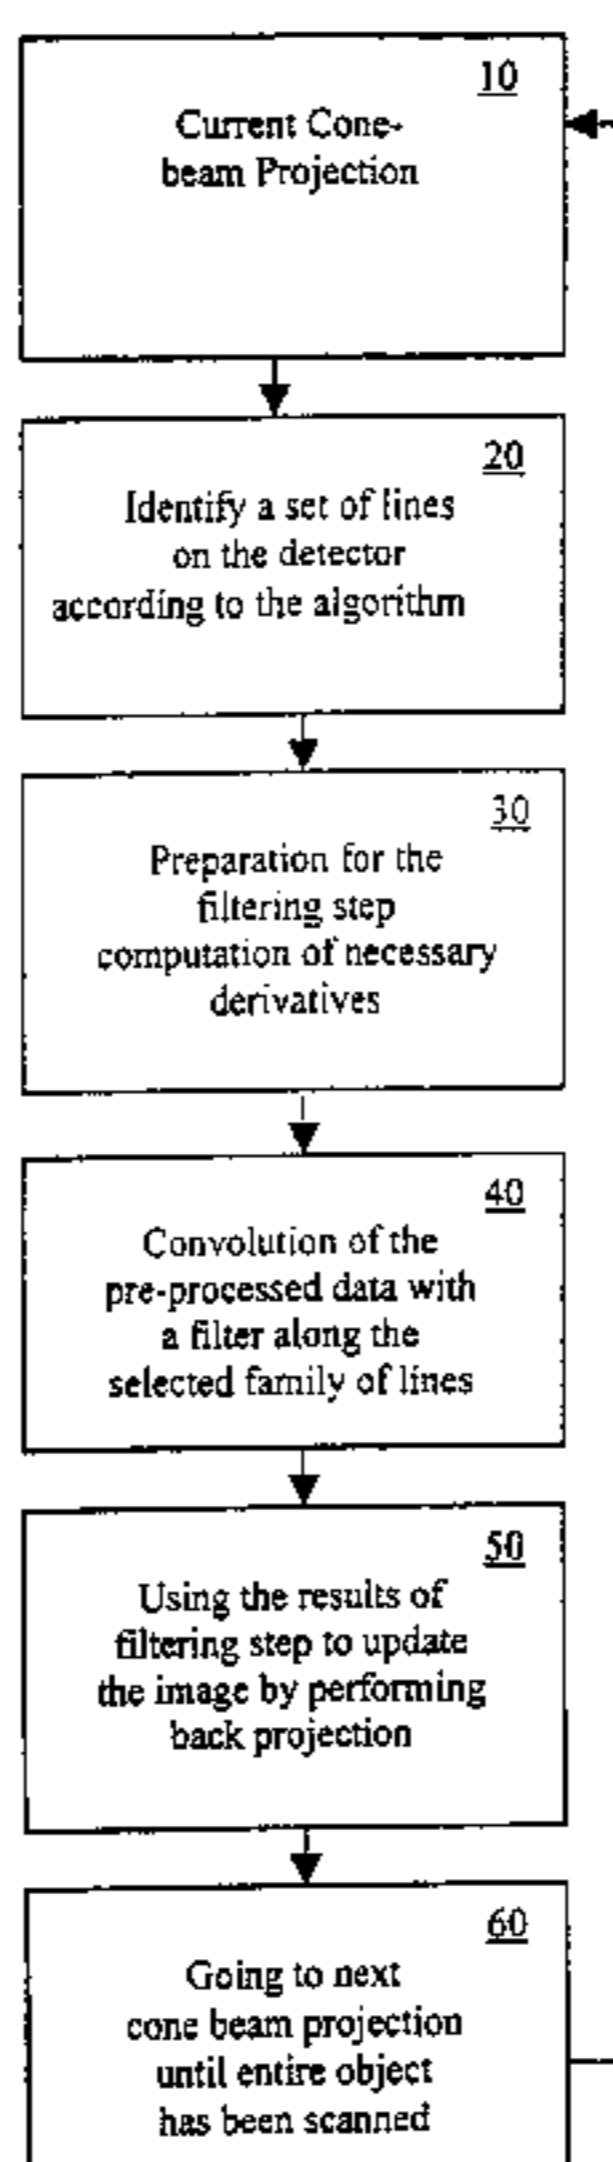 10
Current Cone-
beam Projection
20
Identify a set of lines
on the detector
according to the algorithm
30
Preparation for the
filtering step
computation of necessary
derivatives
40
Convolution of the
pre-processed data with
a filter along the
selected family of lines
50
Using the results of
filtering step to update
the image by performing
back projection
60
Going to next
cone beam projection
until entire object
has been scanned